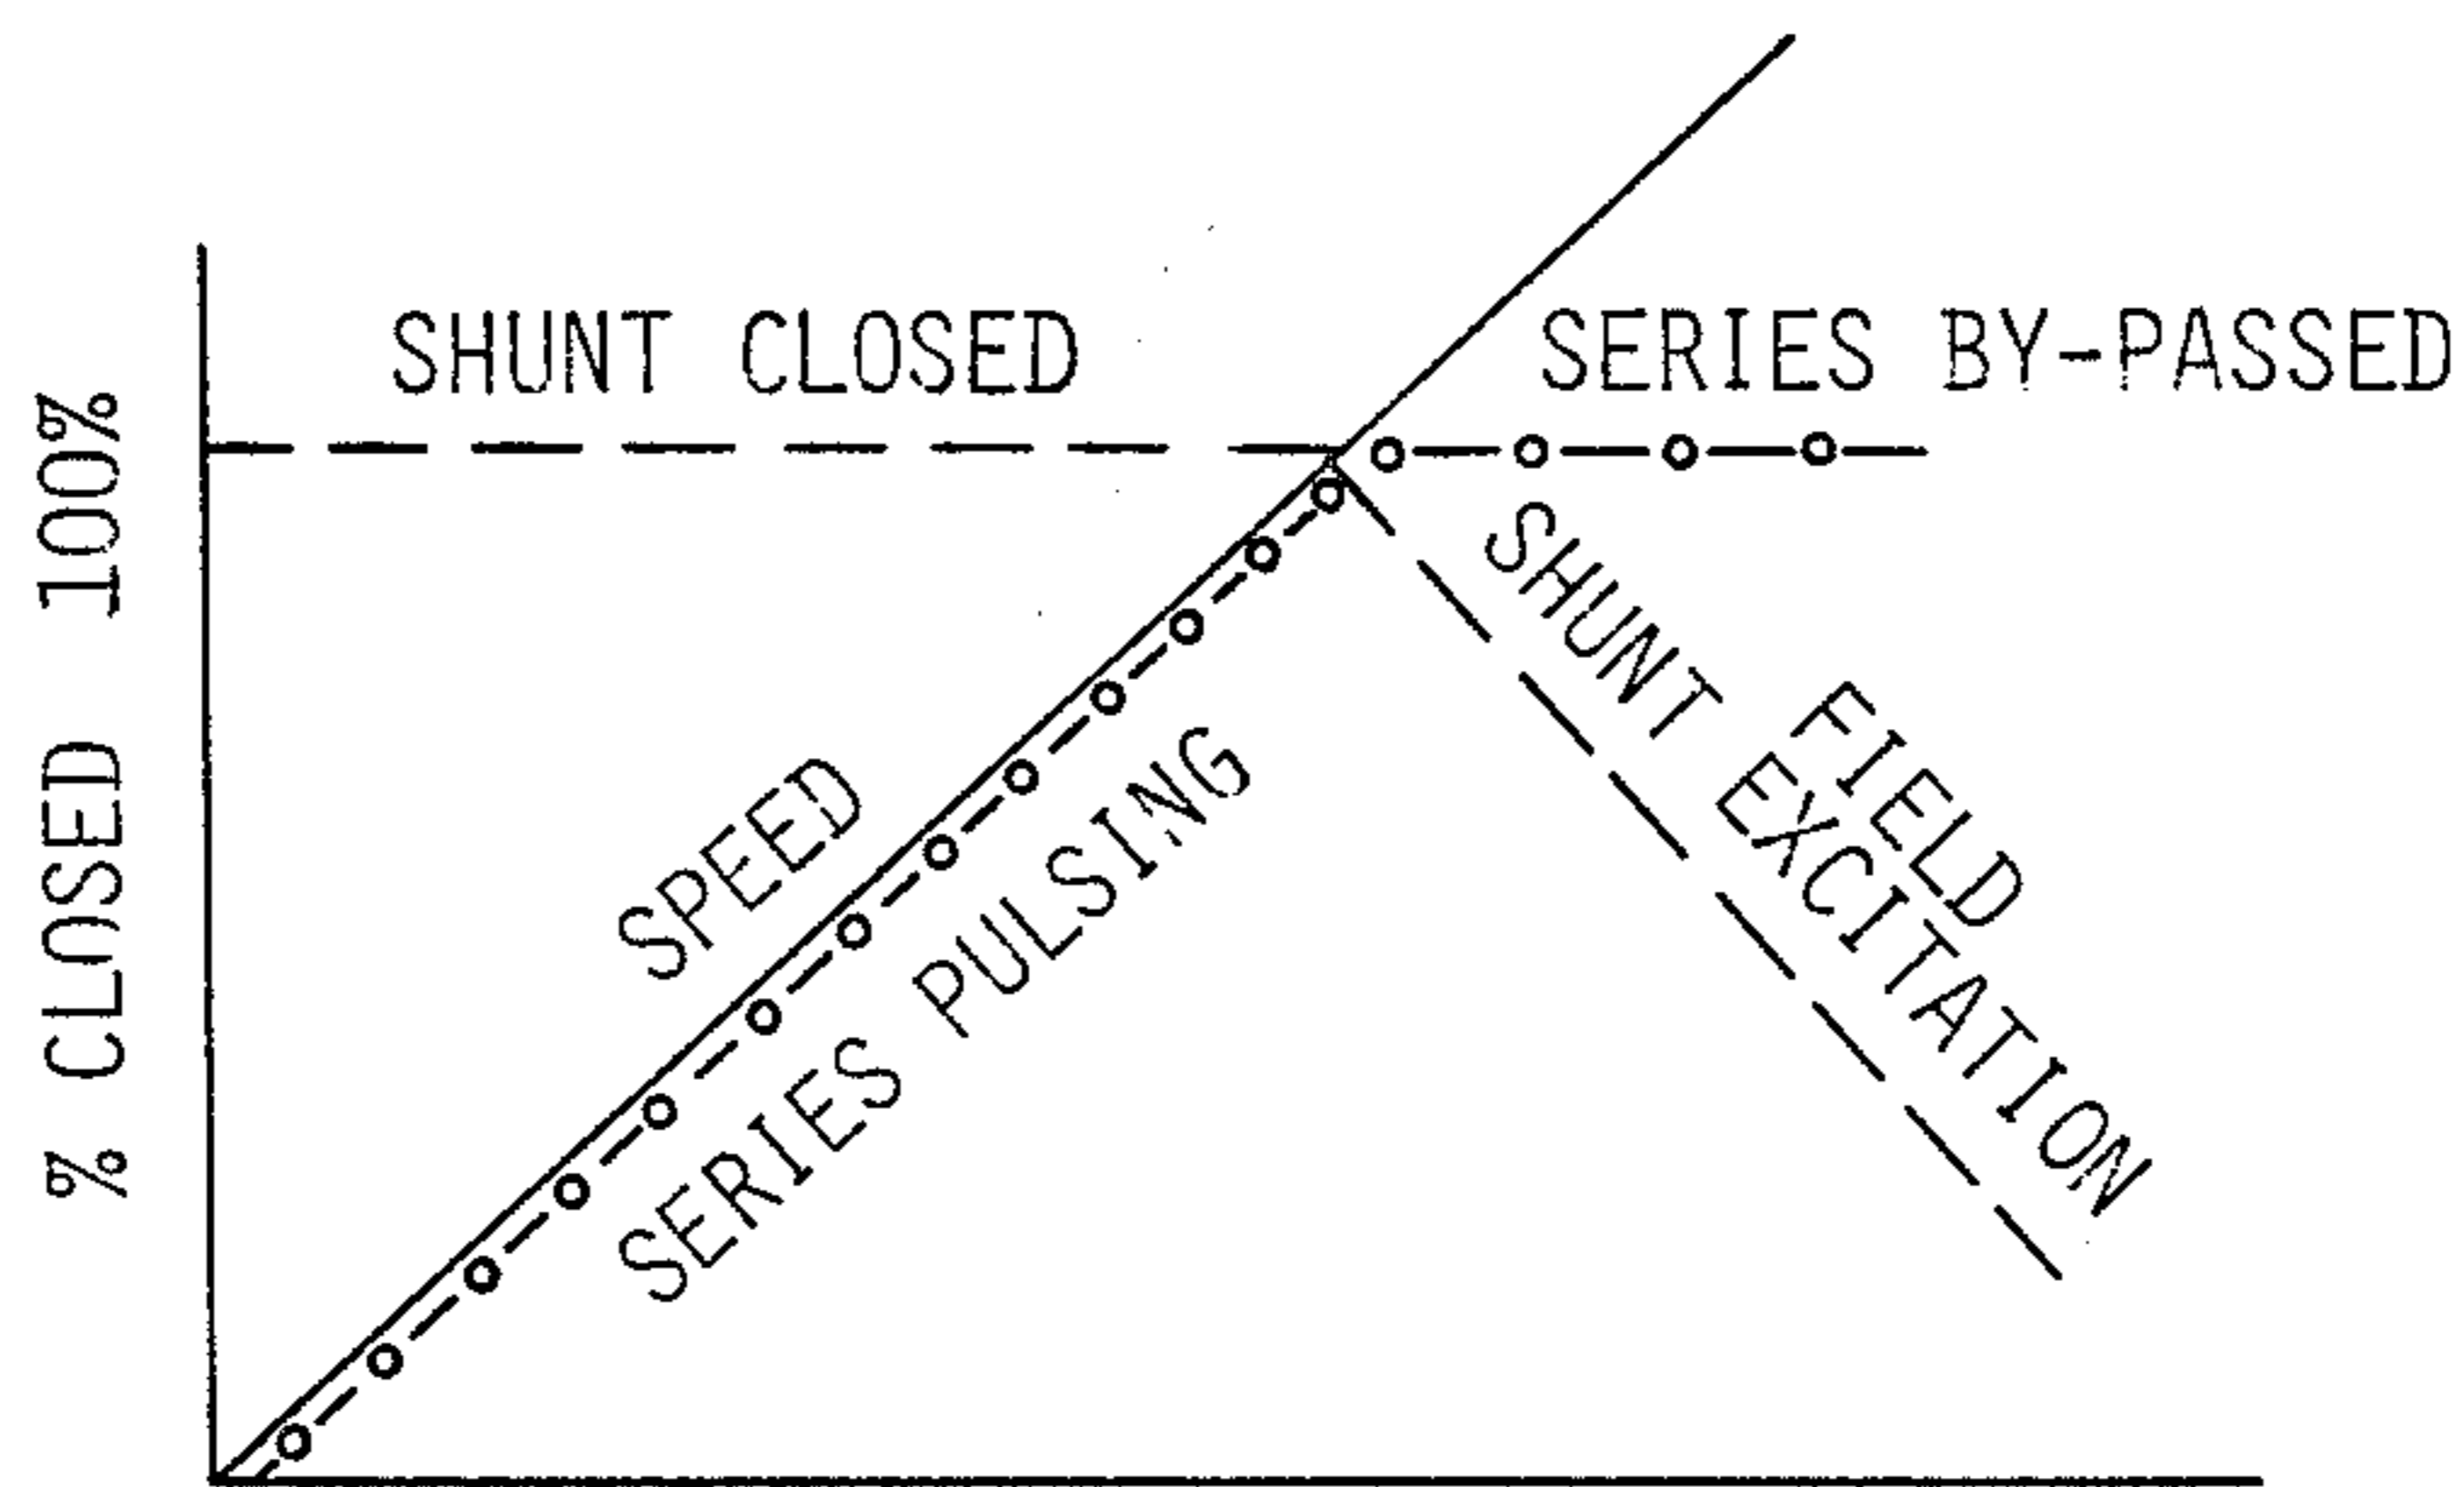 SHUNT CLOSED
SERIES BY-PASSED
% CLOSED 100%
SPEED
SERIES PULSING
SHUNT FIELD
EXCITATION